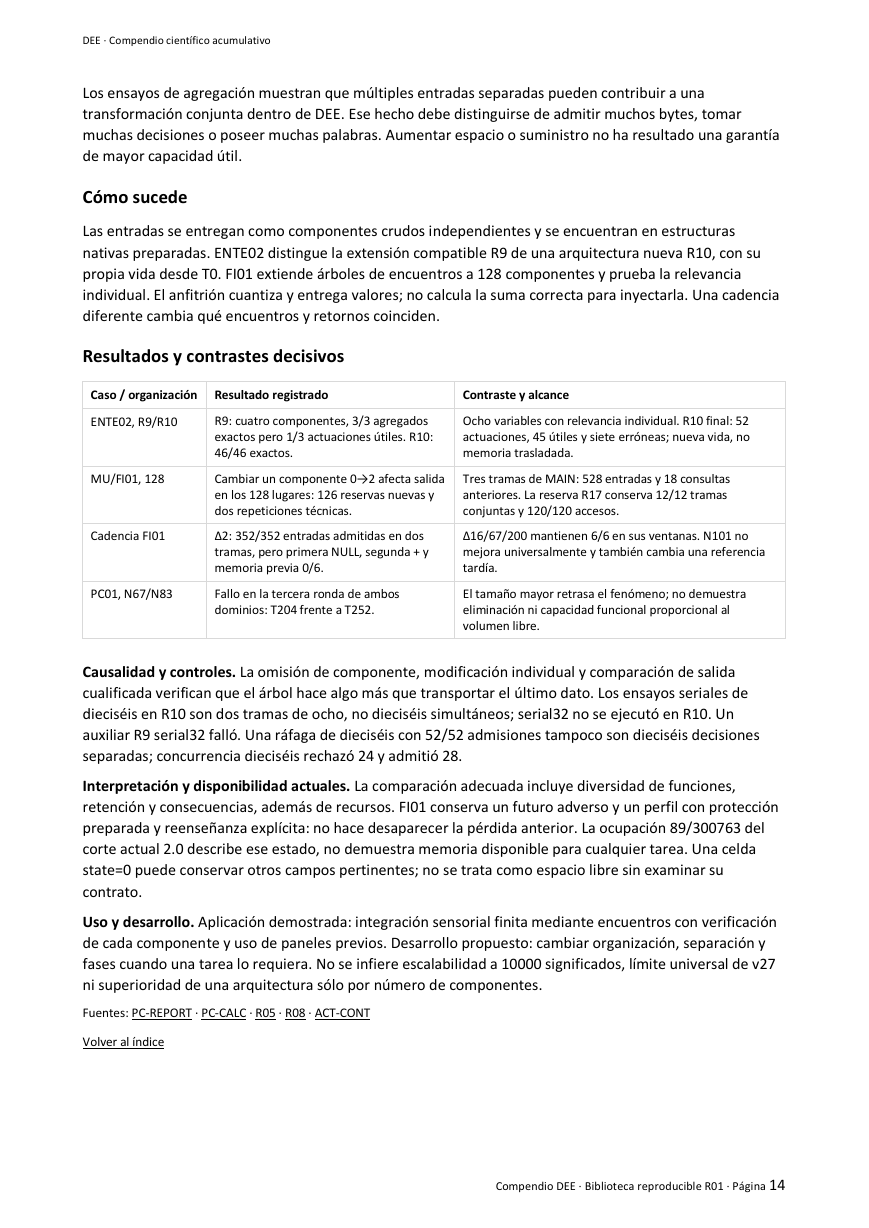 DEE · Compendio científico acumulativo
Los ensayos de agregación muestran que múltiples entradas separadas pueden contribuir a una
transformación conjunta dentro de DEE. Ese hecho debe distinguirse de admitir muchos bytes, tomar
muchas decisiones o poseer muchas palabras. Aumentar espacio o suministro no ha resultado una garantía
de mayor capacidad útil.
Cómo sucede
Las entradas se entregan como componentes crudos independientes y se encuentran en estructuras
nativas preparadas. ENTE02 distingue la extensión compatible R9 de una arquitectura nueva R10, con su
propia vida desde T0. FI01 extiende árboles de encuentros a 128 componentes y prueba la relevancia
individual. El anfitrión cuantiza y entrega valores; no calcula la suma correcta para inyectarla. Una cadencia
diferente cambia qué encuentros y retornos coinciden.
Resultados y contrastes decisivos
Caso / organización Resultado registrado Contraste y alcance
ENTE02, R9/R10
R9: cuatro componentes, 3/3 agregados
exactos pero 1/3 actuaciones útiles. R10:
46/46 exactos.
Ocho variables con relevancia individual. R10 final: 52
actuaciones, 45 útiles y siete erróneas; nueva vida, no
memoria trasladada.
MU/FI01, 128
Cambiar un componente 0→2 afecta salida
en los 128 lugares: 126 reservas nuevas y
dos repeticiones técnicas.
Tres tramas de MAIN: 528 entradas y 18 consultas
anteriores. La reserva R17 conserva 12/12 tramas
conjuntas y 120/120 accesos.
Cadencia FI01
Δ2: 352/352 entradas admitidas en dos
tramas, pero primera NULL, segunda + y
memoria previa 0/6.
Δ16/67/200 mantienen 6/6 en sus ventanas. N101 no
mejora universalmente y también cambia una referencia
tardía.
PC01, N67/N83
Fallo en la tercera ronda de ambos
dominios: T204 frente a T252.
El tamaño mayor retrasa el fenómeno; no demuestra
eliminación ni capacidad funcional proporcional al
volumen libre.
Causalidad y controles. La omisión de componente, modificación individual y comparación de salida
cualificada verifican que el árbol hace algo más que transportar el último dato. Los ensayos seriales de
dieciséis en R10 son dos tramas de ocho, no dieciséis simultáneos; serial32 no se ejecutó en R10. Un
auxiliar R9 serial32 falló. Una ráfaga de dieciséis con 52/52 admisiones tampoco son dieciséis decisiones
separadas; concurrencia dieciséis rechazó 24 y admitió 28.
Interpretación y disponibilidad actuales. La comparación adecuada incluye diversidad de funciones,
retención y consecuencias, además de recursos. FI01 conserva un futuro adverso y un perfil con protección
preparada y reenseñanza explícita: no hace desaparecer la pérdida anterior. La ocupación 89/300763 del
corte actual 2.0 describe ese estado, no demuestra memoria disponible para cualquier tarea. Una celda
state=0 puede conservar otros campos pertinentes; no se trata como espacio libre sin examinar su
contrato.
Uso y desarrollo. Aplicación demostrada: integración sensorial finita mediante encuentros con verificación
de cada componente y uso de paneles previos. Desarrollo propuesto: cambiar organización, separación y
fases cuando una tarea lo requiera. No se infiere escalabilidad a 10000 significados, límite universal de v27
ni superioridad de una arquitectura sólo por número de componentes.
Fuentes: PC-REPORT · PC-CALC · R05 · R08 · ACT-CONT
Volver al índice
Compendio DEE · Biblioteca reproducible R01 · Página 14